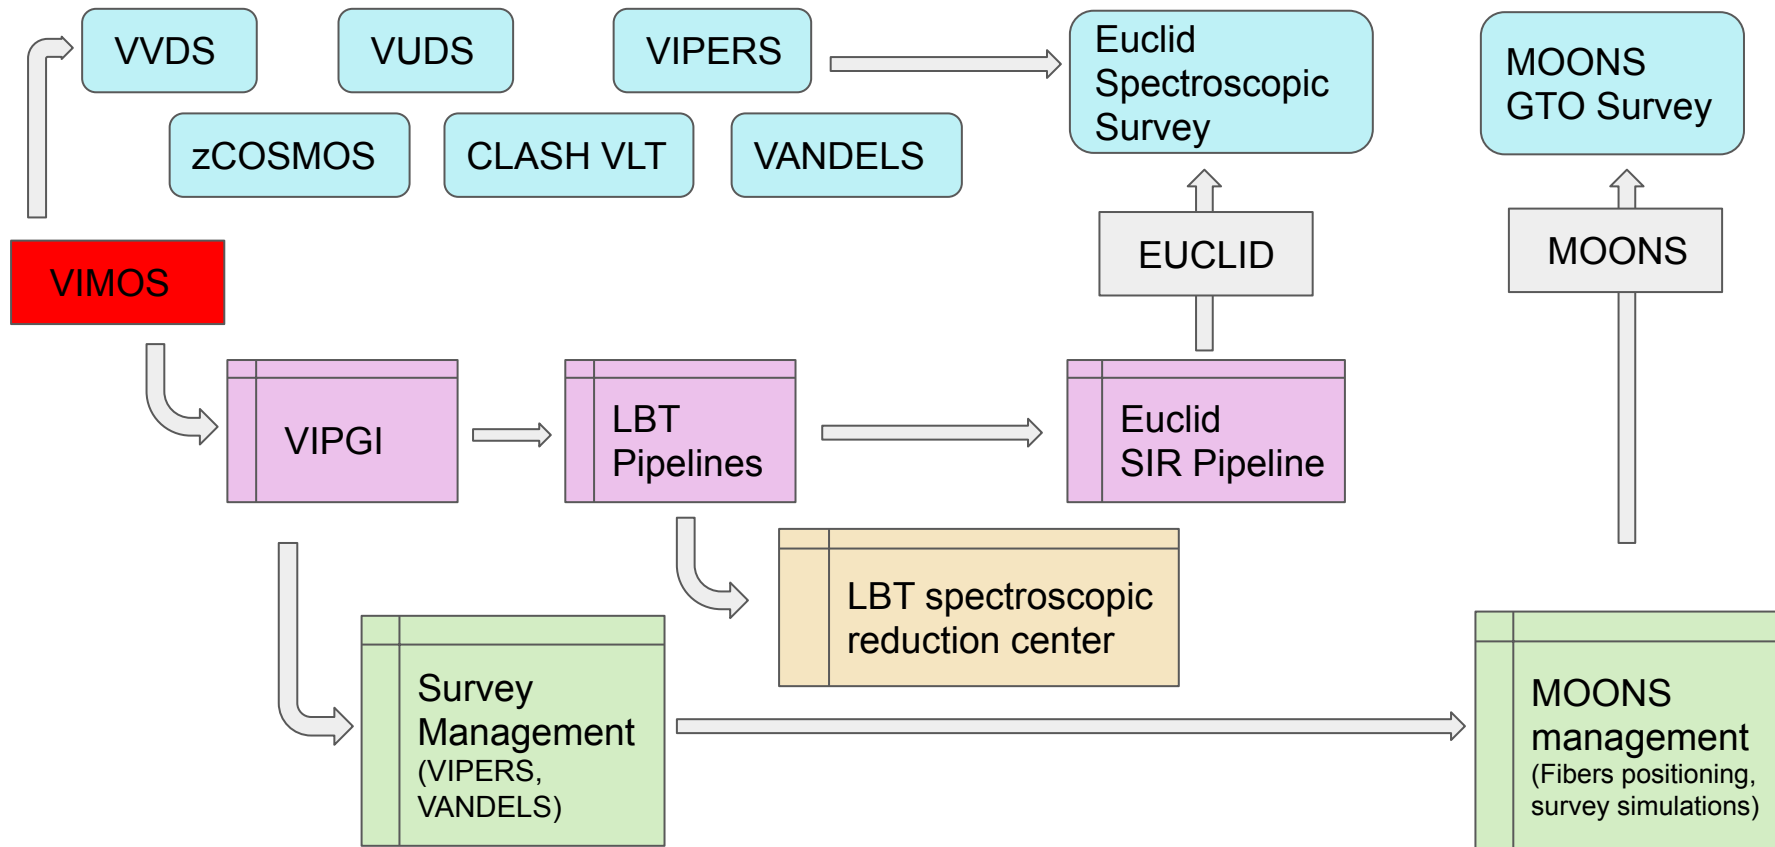 VVDS
VUDS
VIPERS
Euclid
Spectroscopic
Survey
MOONS
GTO Survey
zCOSMOS
CLASH VLT
VANDELS
VIMOS
EUCLID
MOONS
VIPGI
LBT
Pipelines
Euclid
SIR Pipeline
LBT spectroscopic
reduction center
Survey
Management
(VIPERS,
VANDELS)
MOONS
management
(Fibers positioning,
survey simulations)